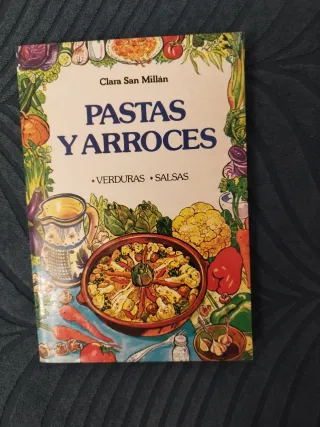 Clara San Millán
PASTAS
Y ARROCES
• VERDURAS • SALSAS